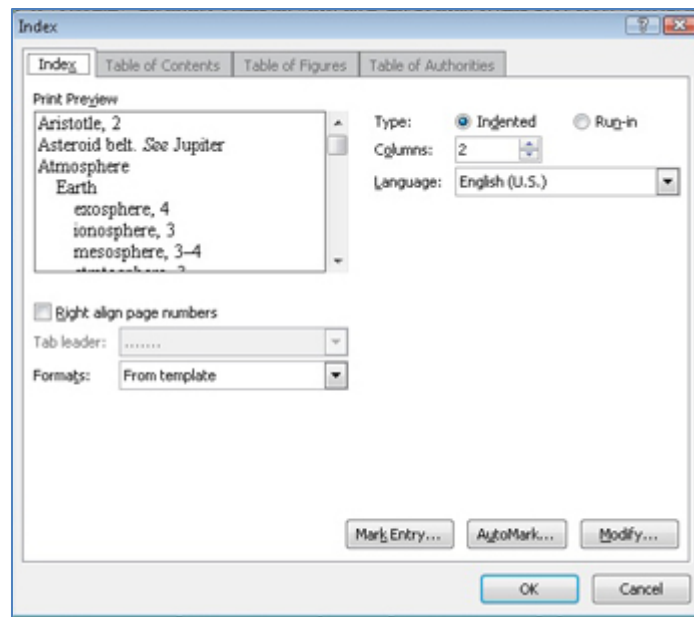 Index
Index Table of Contents Table of Figures Table of Authorities
Print Preview
Aristotle, 2
Asteroid belt. See Jupiter
Atmosphere
Earth
exosphere, 4
ionosphere, 3
mesosphere, 3–4
Type: Indented Run-in
Columns: 2
Language: English (U.S.)
Right align page numbers
Tab leader: .......
Formats: From template
Mark Entry... AutoMark... Modify...
OK Cancel